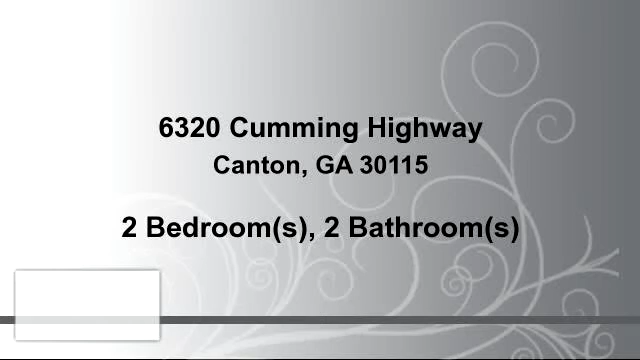 6320 Cumming Highway
Canton, GA 30115
2 Bedroom(s), 2 Bathroom(s)